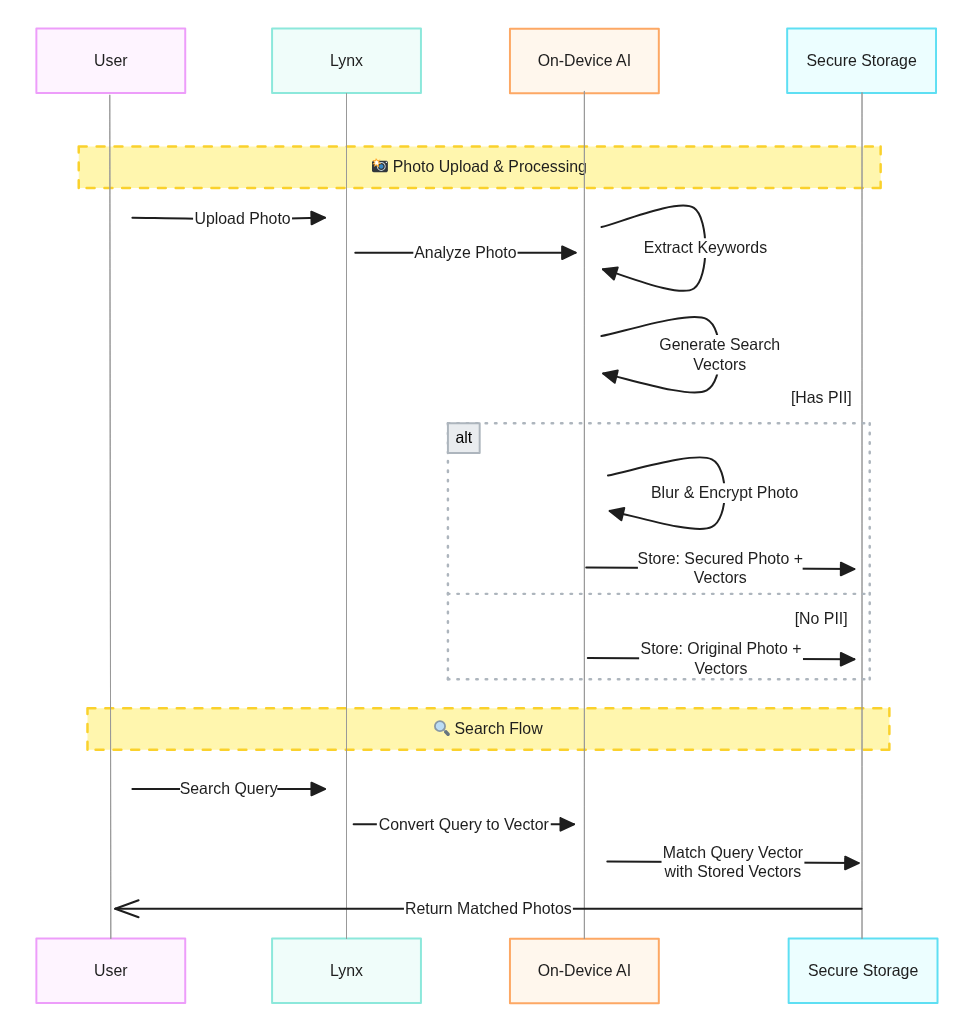 User
Lynx
On-Device AI
Secure Storage
📸 Photo Upload & Processing
Upload Photo
Analyze Photo
Extract Keywords
Generate Search
Vectors
[Has PII]
alt
Blur & Encrypt Photo
Store: Secured Photo +
Vectors
[No PII]
Store: Original Photo +
Vectors
🔍 Search Flow
Search Query
Convert Query to Vector
Match Query Vector
with Stored Vectors
Return Matched Photos
User
Lynx
On-Device AI
Secure Storage